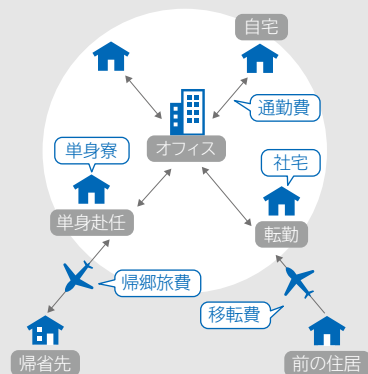 自宅
通勤費
オフィス
単身寮
社宅
単身赴任
転勤
帰郷旅費
移転費
帰省先
前の住居